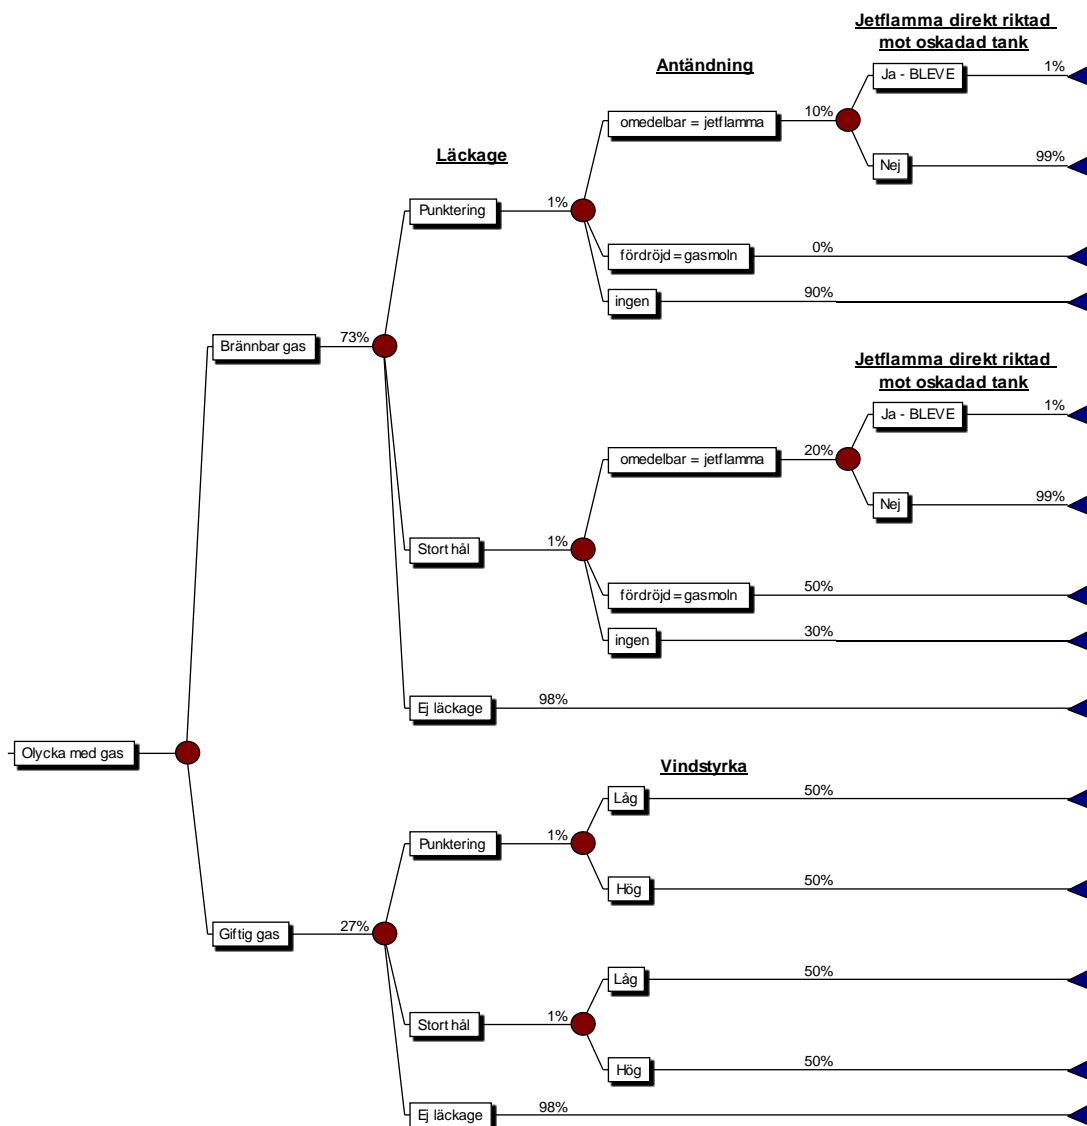 Jetflamma direkt riktad
mot oskadad tank
Antändning
Ja - BLEVE 1%
omedelbar = jetflamma 10%
Läckage
Nej 99%
Punktering 1%
fördröjd = gasmoln 0%
ingen 90%
Brännbar gas 73%
Jetflamma direkt riktad
mot oskadad tank
Ja - BLEVE 1%
omedelbar = jetflamma 20%
Nej 99%
Stort hål 1%
fördröjd = gasmoln 50%
ingen 30%
Ej läckage 98%
Olycka med gas
Vindstyrka
Låg 50%
Punktering 1%
Hög 50%
Giftig gas 27%
Låg 50%
Stort hål 1%
Hög 50%
Ej läckage 98%